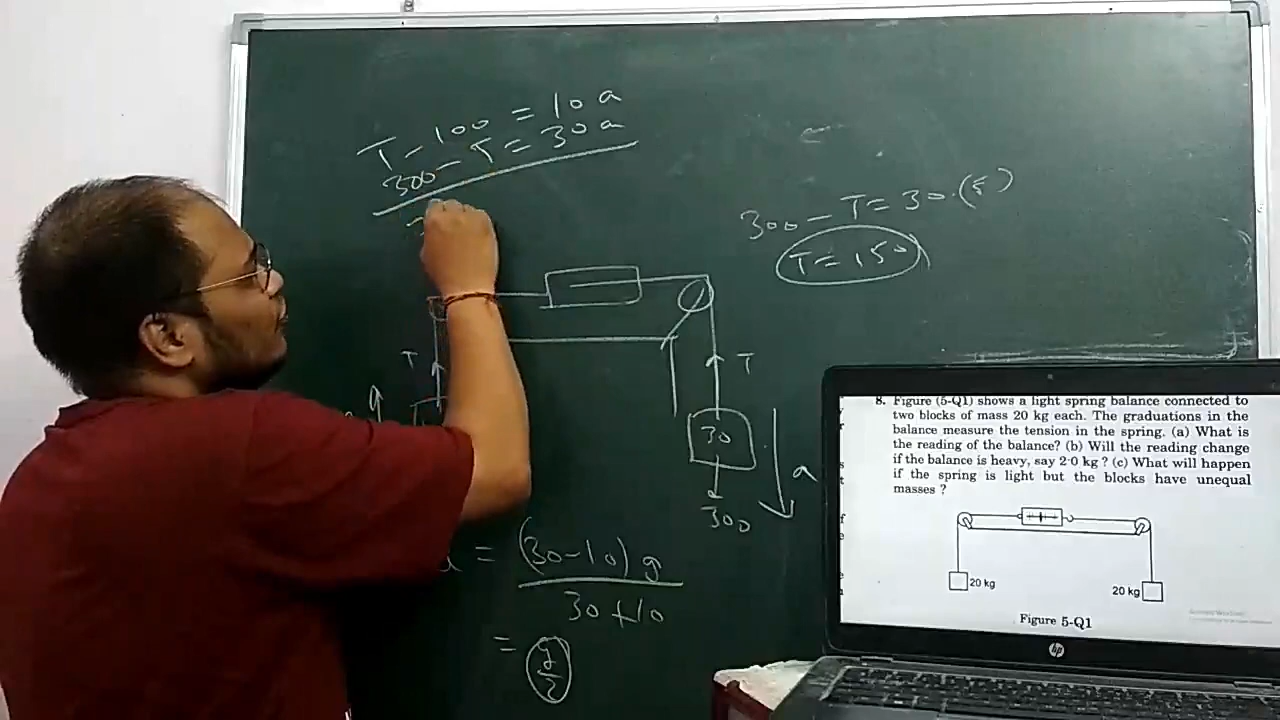 T - 100 = 10 a
300 - T = 30 a
300 - T = 30.(5)
T = 150
T
T
30
a
300
= (30-10) g
30 + 10
= g
2
8. Figure (5-Q1) shows a light spring balance connected to
two blocks of mass 20 kg each. The graduations in the
balance measure the tension in the spring. (a) What is
the reading of the balance? (b) Will the reading change
if the balance is heavy, say 2·0 kg ? (c) What will happen
if the spring is light but the blocks have unequal
masses ?
20 kg
20 kg
Figure 5-Q1
hp